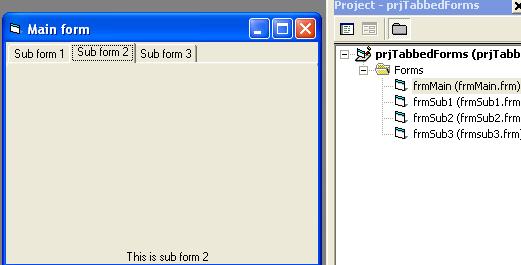 Main form
Sub form 1 Sub form 2 Sub form 3
This is sub form 2
Project - prjTabbedForms
prjTabbedForms (prjTabb
Forms
frmMain (frmMain.frm)
frmSub1 (frmSub1.frm
frmSub2 (frmSub2.frm
frmSub3 (frmsub3.frm)